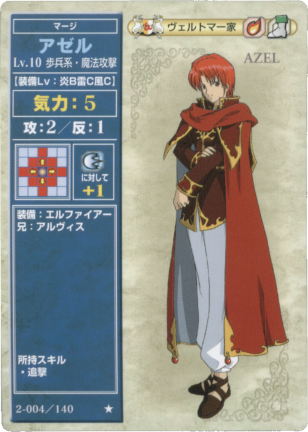 マージ
アゼル
Lv.10 歩兵系・魔法攻撃
【装備Lv：炎B雷C風C】
気力：5
攻：2／反：1
に対して
+1
装備：エルファイアー
兄：アルヴィス
所持スキル
・追撃
2-004/140 ★
ヴェルトマー家
AZEL